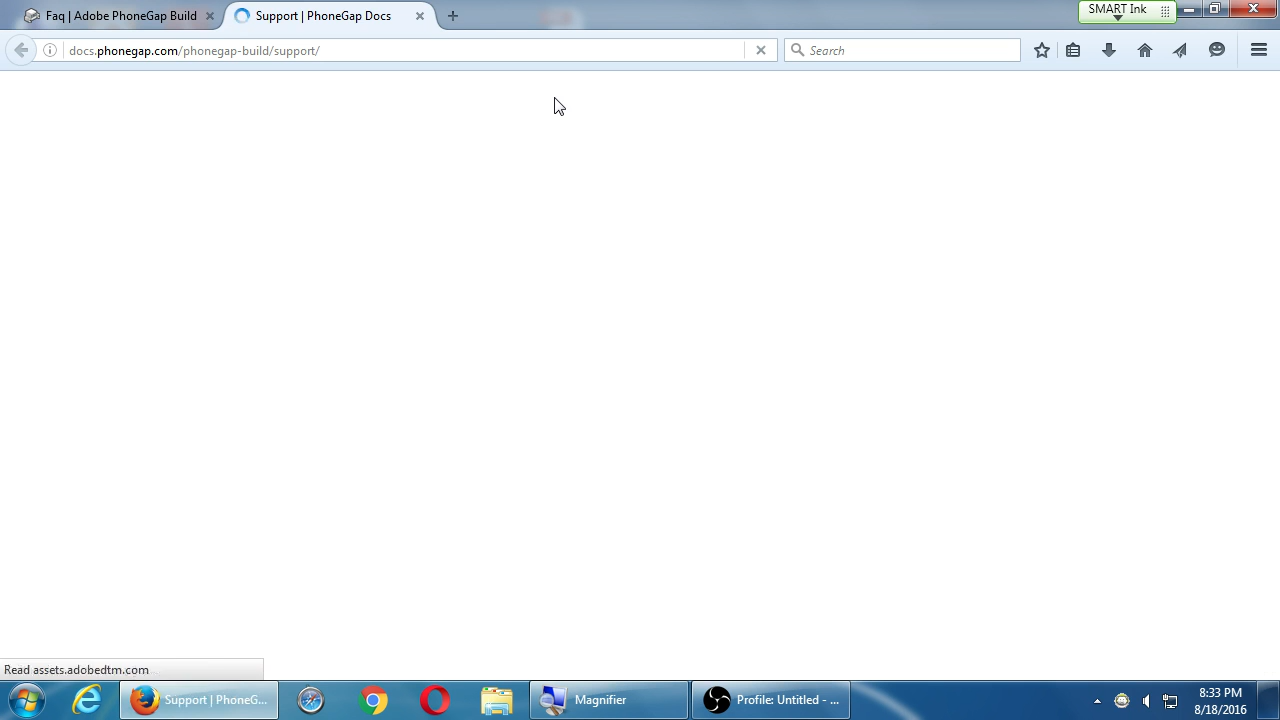 Faq | Adobe PhoneGap Build
Support | PhoneGap Docs
SMART Ink
docs.phonegap.com/phonegap-build/support/
Search
Read assets.adobedtm.com
Support | PhoneG...
Magnifier
Profile: Untitled - ...
8:33 PM
8/18/2016